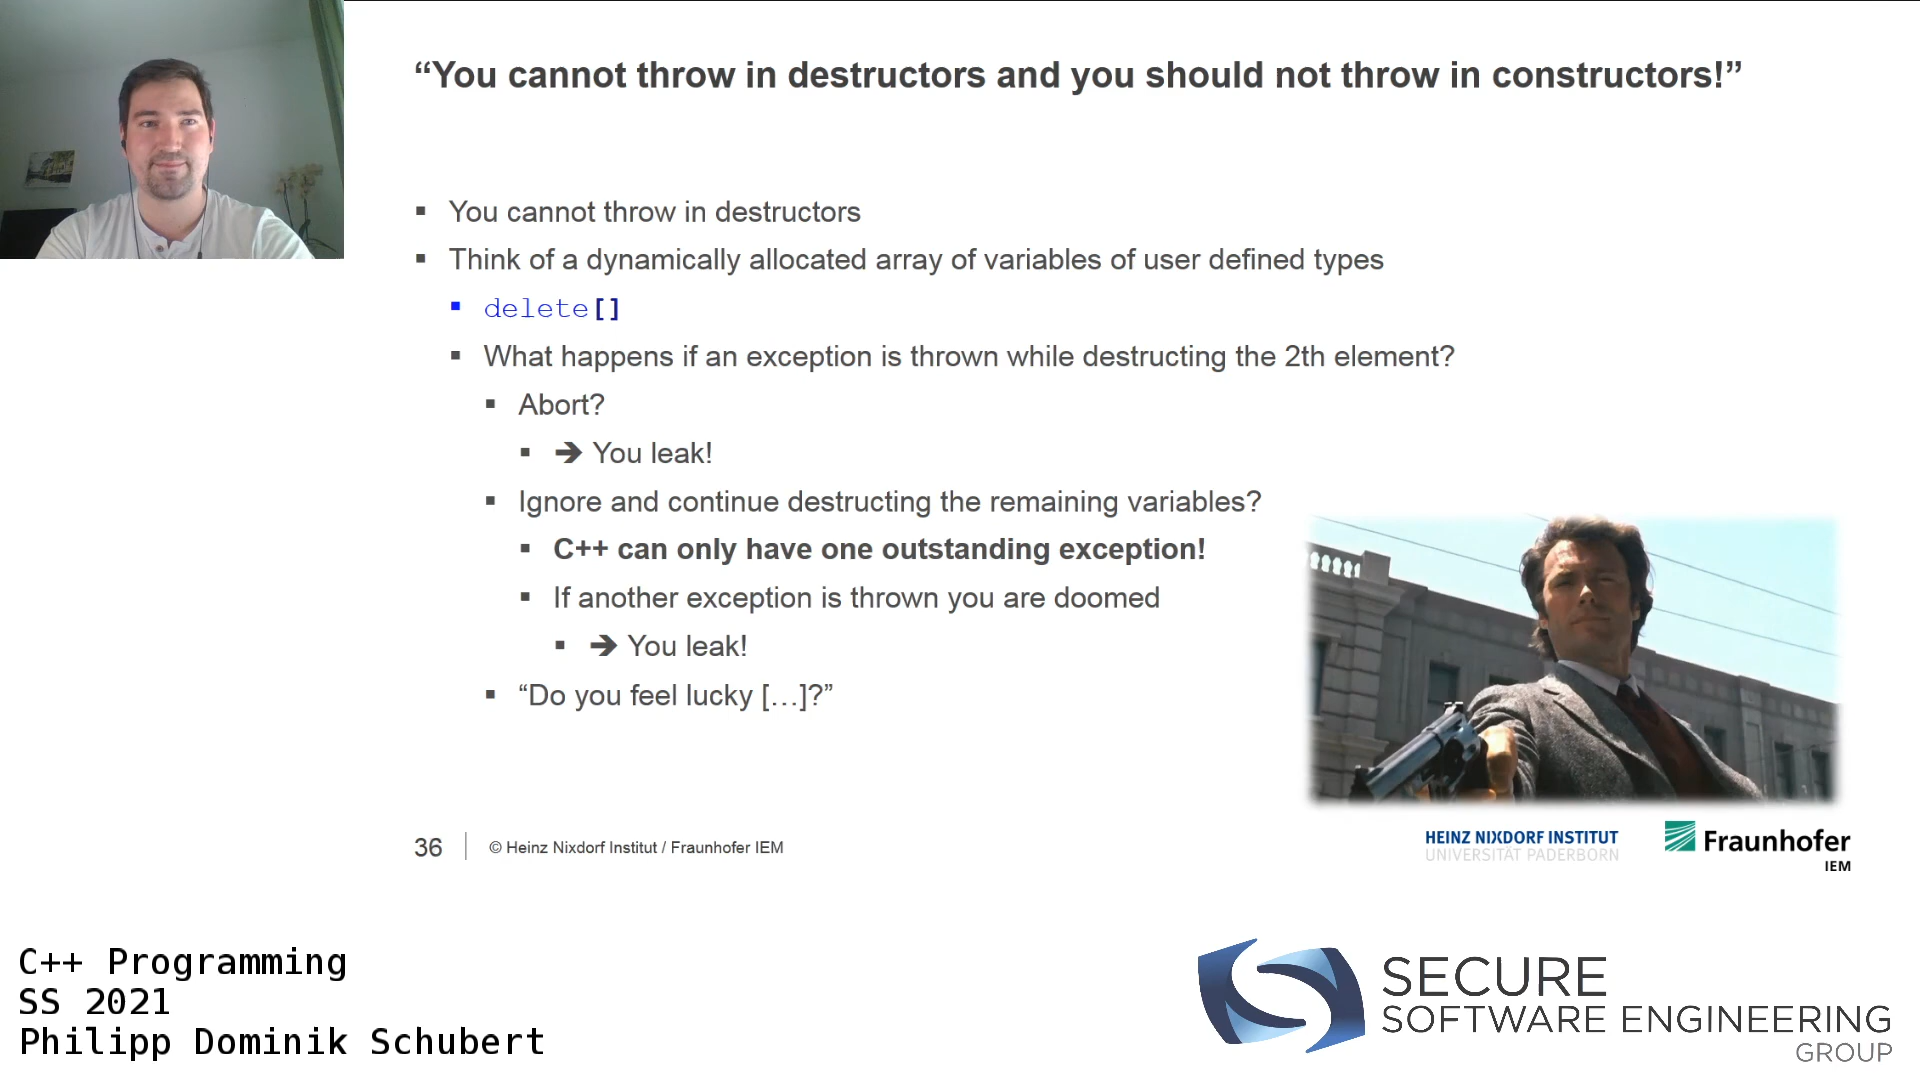 “You cannot throw in destructors and you should not throw in constructors!”
▪ You cannot throw in destructors
▪ Think of a dynamically allocated array of variables of user defined types
▪ delete[]
▪ What happens if an exception is thrown while destructing the 2th element?
▪ Abort?
▪ ➔ You leak!
▪ Ignore and continue destructing the remaining variables?
▪ C++ can only have one outstanding exception!
▪ If another exception is thrown you are doomed
▪ ➔ You leak!
▪ “Do you feel lucky […]?”
36 © Heinz Nixdorf Institut / Fraunhofer IEM
HEINZ NIXDORF INSTITUT
UNIVERSITÄT PADERBORN
Fraunhofer
IEM
C++ Programming
SS 2021
Philipp Dominik Schubert
SECURE
SOFTWARE ENGINEERING
GROUP